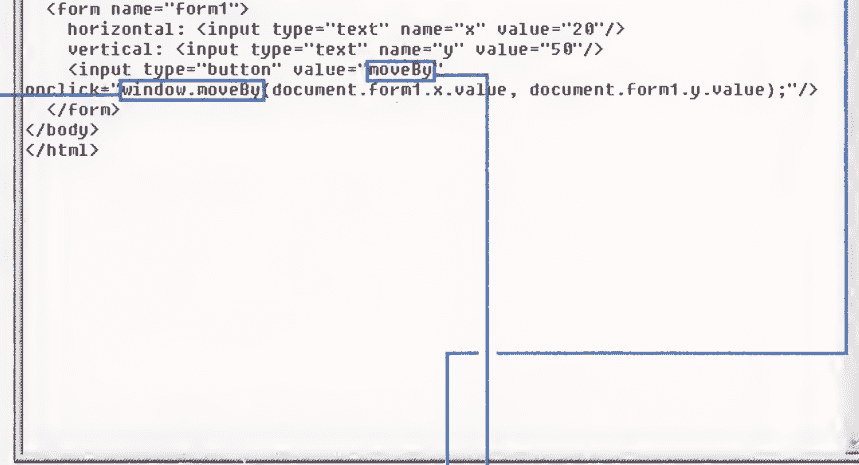 <form name="form1">
horizontal: <input type="text" name="x" value="20"/>
vertical: <input type="text" name="y" value="50"/>
<input type="button" value="moveBy"
onclick="window.moveBy(document.form1.x.value, document.form1.y.value);"/>
</form>
</body>
</html>